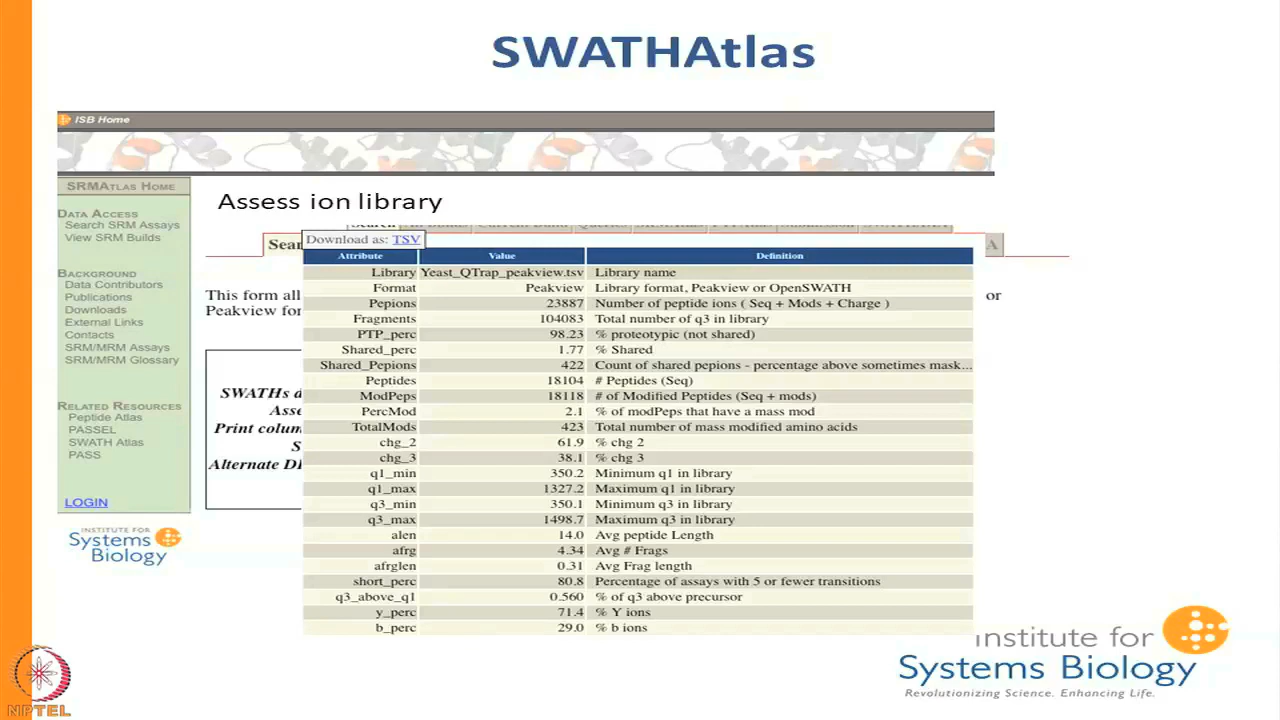 SWATHAtlas
ISB Home
SRMATLAS HOME
DATA ACCESS
Search SRM Assays
View SRM Builds
BACKGROUND
Data Contributors
Publications
Downloads
External Links
Contacts
SRM/MRM Assays
SRM/MRM Glossary
RELATED RESOURCES
Peptide Atlas
PASSEL
SWATH Atlas
PASS
LOGIN
INSTITUTE FOR
Systems Biology
Assess ion library
Download as: TSV
This form all
Peakview for
or
SWATHs
Print colum
Attribute Value Definition
Library Yeast_QTrap_peakview.tsv Library name
Format Peakview Library format, Peakview or OpenSWATH
Pepions 23887 Number of peptide ions ( Seq + Mods + Charge )
Fragments 104083 Total number of q3 in library
PTP_perc 98.23 % proteotypic (not shared)
Shared_perc 1.77 % Shared
Shared_Pepions 422 Count of shared pepions - percentage above sometimes mask...
Peptides 18104 # Peptides (Seq)
ModPeps 18118 # of Modified Peptides (Seq + mods)
PercMod 2.1 % of modPeps that have a mass mod
TotalMods 423 Total number of mass modified amino acids
chg_2 61.9 % chg 2
chg_3 38.1 % chg 3
q1_min 350.2 Minimum q1 in library
q1_max 1327.2 Maximum q1 in library
q3_min 350.1 Minimum q3 in library
q3_max 1498.7 Maximum q3 in library
alen 14.0 Avg peptide Length
afrg 4.34 Avg # Frags
afrglen 0.31 Avg Frag length
short_perc 80.8 Percentage of assays with 5 or fewer transitions
q3_above_q1 0.560 % of q3 above precursor
y_perc 71.4 % Y ions
b_perc 29.0 % b ions
Institute for
Systems Biology
Revolutionizing Science. Enhancing Life.
NPTEL